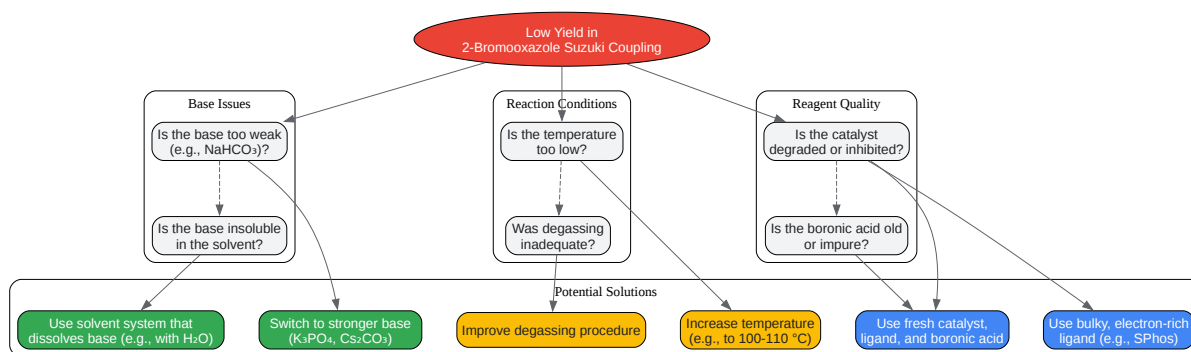 Low Yield in
2-Bromooxazole Suzuki Coupling
Base Issues
Reaction Conditions
Reagent Quality
Is the base too weak
(e.g., NaHCO₃)?
Is the temperature
too low?
Is the catalyst
degraded or inhibited?
Is the base insoluble
in the solvent?
Was degassing
inadequate?
Is the boronic acid old
or impure?
Potential Solutions
Use solvent system that
dissolves base (e.g., with H₂O)
Switch to stronger base
(K₃PO₄, Cs₂CO₃)
Improve degassing procedure
Increase temperature
(e.g., to 100-110 °C)
Use fresh catalyst,
ligand, and boronic acid
Use bulky, electron-rich
ligand (e.g., SPhos)